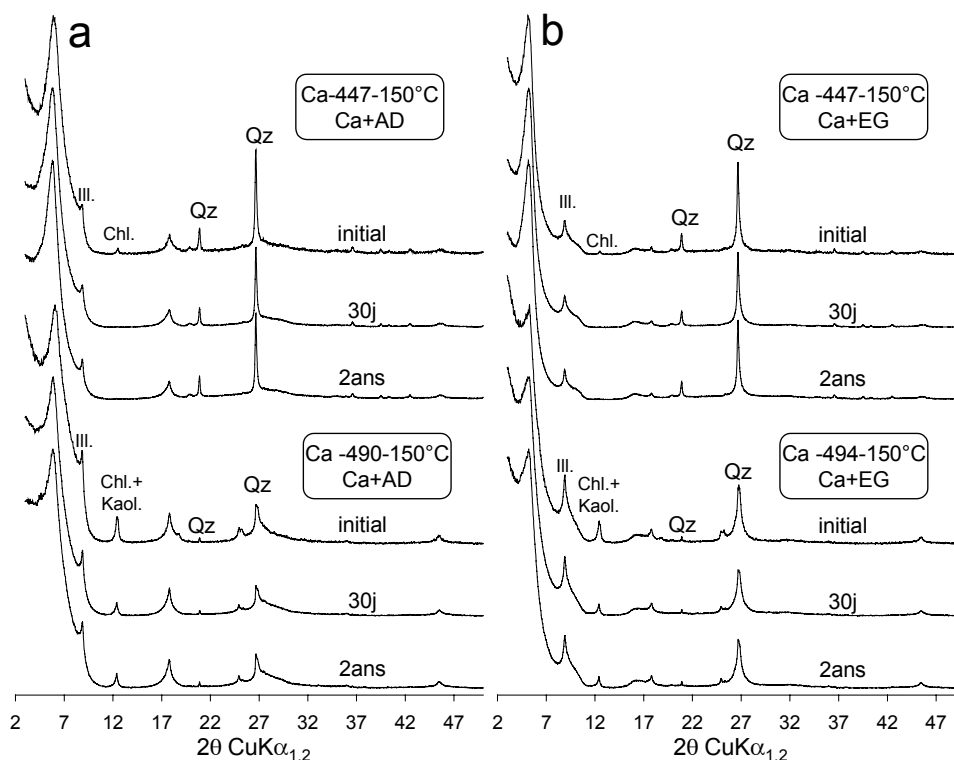 a
Ca-447-150°C
Ca+AD
Qz
Ill.
Chl.
Qz
initial
30j
2ans
Ca -490-150°C
Ca+AD
Ill.
Chl.+
Kaol.
Qz
Qz
initial
30j
2ans
2 7 12 17 22 27 32 37 42 47
2θ CuKα1,2
b
Ca -447-150°C
Ca+EG
Qz
Ill.
Chl.
Qz
initial
30j
2ans
Ca -494-150°C
Ca+EG
Ill.
Chl.+
Kaol.
Qz
Qz
initial
30j
2ans
2 7 12 17 22 27 32 37 42 47
2θ CuKα1,2